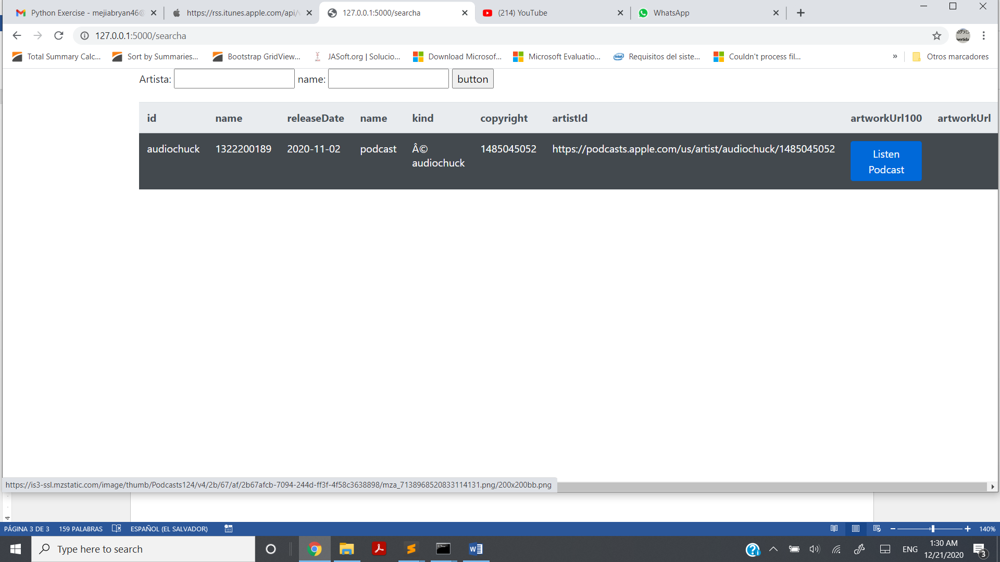 Python Exercise - mejiabryan46@
https://rss.itunes.apple.com/api/
127.0.0.1:5000/searcha
(214) YouTube
WhatsApp
127.0.0.1:5000/searcha
Total Summary Calc...
Sort by Summaries...
Bootstrap GridView...
JASoft.org | Solucio...
Download Microsof...
Microsoft Evaluatio...
Requisitos del siste...
Couldn't process fil...
»
Otros marcadores
Artista:
name:
button
id name releaseDate name kind copyright artistId artworkUrl100 artworkUrl
audiochuck 1322200189 2020-11-02 podcast Â© 1485045052 https://podcasts.apple.com/us/artist/audiochuck/1485045052 Listen
audiochuck Podcast
https://is3-ssl.mzstatic.com/image/thumb/Podcasts124/v4/2b/67/af/2b67afcb-7094-244d-ff3f-4f58c3638898/mza_7138968520833114131.png/200x200bb.png
4
PÁGINA 3 DE 3 159 PALABRAS ESPAÑOL (EL SALVADOR) 140%
Type here to search
ENG
1:30 AM
12/21/2020
3